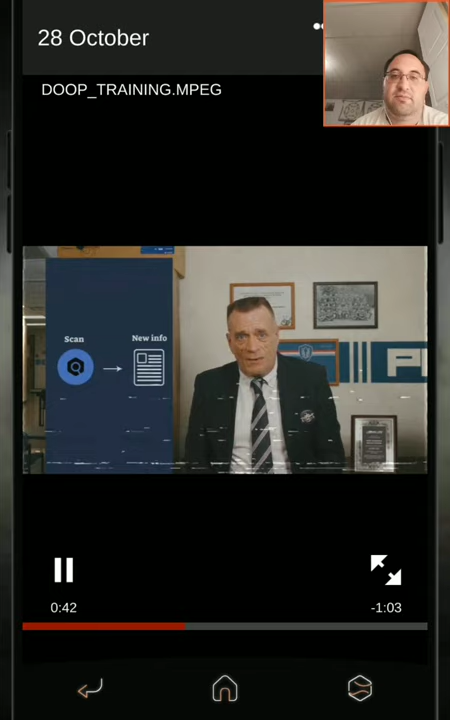 28 October
DOOP_TRAINING.MPEG
Scan
New info
0:42
-1:03